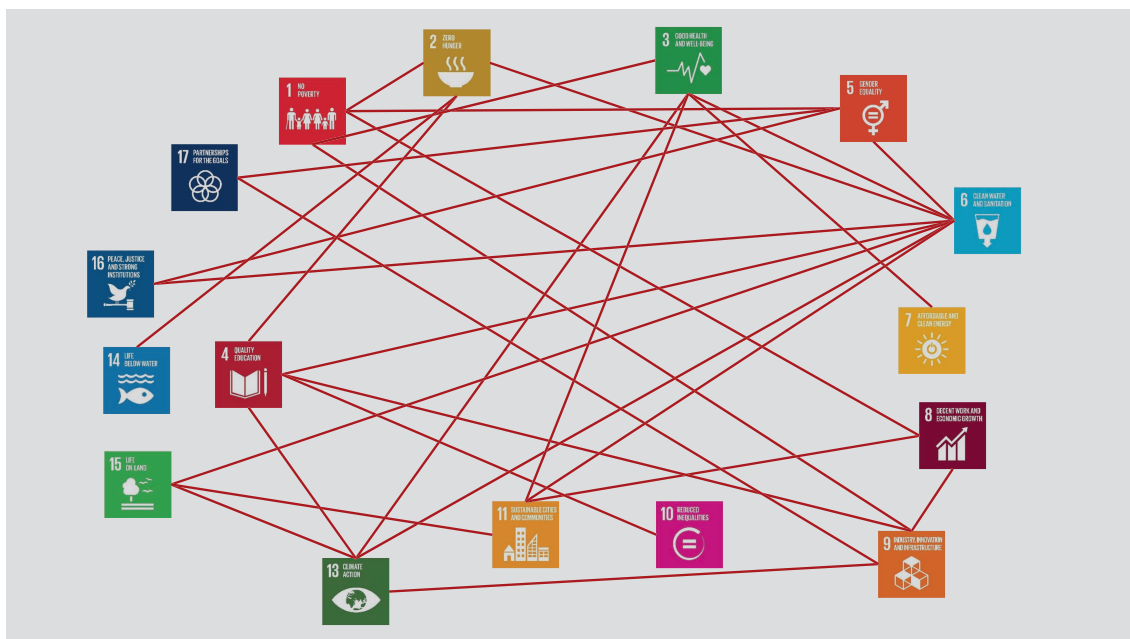 2 ZERO
HUNGER
3 GOOD HEALTH
AND WELL-BEING
1 NO
POVERTY
5 GENDER
EQUALITY
17 PARTNERSHIPS
FOR THE GOALS
6 CLEAN WATER
AND SANITATION
16 PEACE, JUSTICE
AND STRONG
INSTITUTIONS
7 AFFORDABLE AND
CLEAN ENERGY
14 LIFE
BELOW WATER
4 QUALITY
EDUCATION
8 DECENT WORK AND
ECONOMIC GROWTH
15 LIFE
ON LAND
11 SUSTAINABLE CITIES
AND COMMUNITIES
10 REDUCED
INEQUALITIES
9 INDUSTRY, INNOVATION
AND INFRASTRUCTURE
13 CLIMATE
ACTION